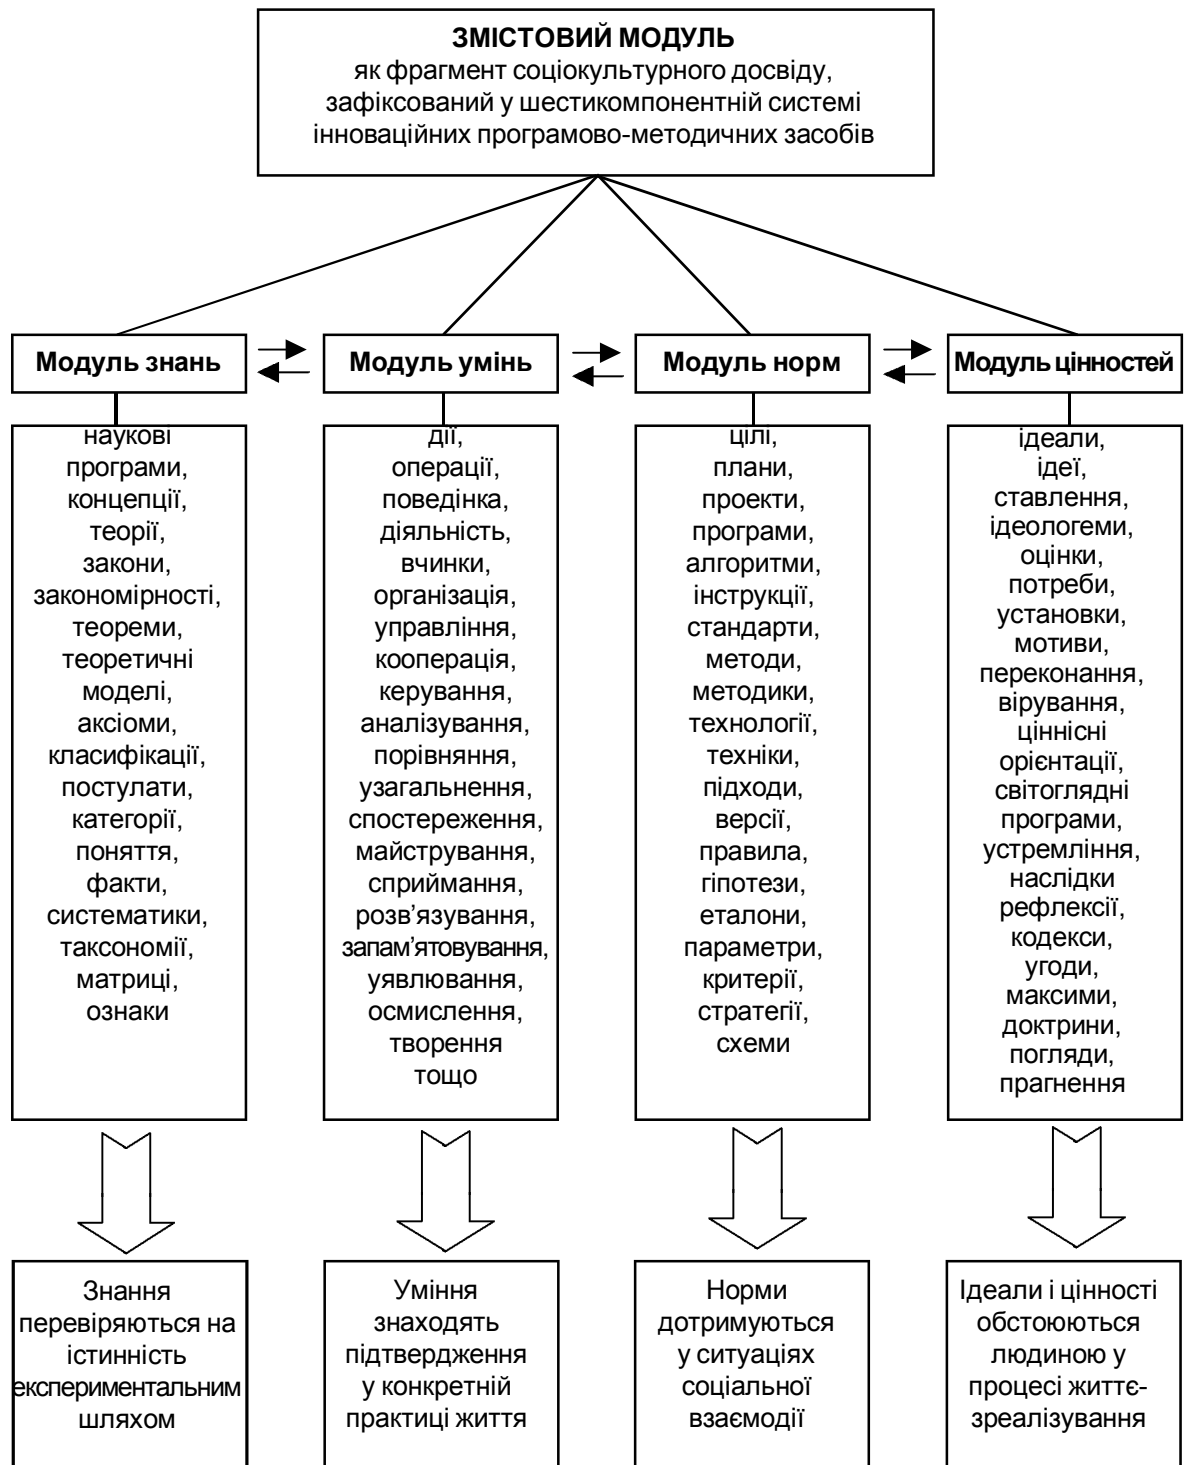 ЗМІСТОВИЙ МОДУЛЬ
як фрагмент соціокультурного досвіду,
зафіксований у шестикомпонентній системі
інноваційних програмово-методичних засобів
Модуль знань
Модуль умінь
Модуль норм
Модуль цінностей
наукові
програми,
концепції,
теорії,
закони,
закономірності,
теореми,
теоретичні
моделі,
аксіоми,
класифікації,
постулати,
категорії,
поняття,
факти,
систематики,
таксономії,
матриці,
ознаки
дії,
операції,
поведінка,
діяльність,
вчинки,
організація,
управління,
кооперація,
керування,
аналізування,
порівняння,
узагальнення,
спостереження,
майстрування,
сприймання,
розв’язування,
запам’ятовування,
уявлювання,
осмислення,
творення
тощо
цілі,
плани,
проекти,
програми,
алгоритми,
інструкції,
стандарти,
методи,
методики,
технології,
техніки,
підходи,
версії,
правила,
гіпотези,
еталони,
параметри,
критерії,
стратегії,
схеми
ідеали,
ідеї,
ставлення,
ідеологеми,
оцінки,
потреби,
установки,
мотиви,
переконання,
вірування,
ціннісні
орієнтації,
світоглядні
програми,
устремління,
наслідки
рефлексії,
кодекси,
угоди,
максими,
доктрини,
погляди,
прагнення
Знання
перевіряються на
істинність
експериментальним
шляхом
Уміння
знаходять
підтвердження
у конкретній
практиці життя
Норми
дотримуються
у ситуаціях
соціальної
взаємодії
Ідеали і цінності
обстоюються
людиною у
процесі життє-
зреалізування